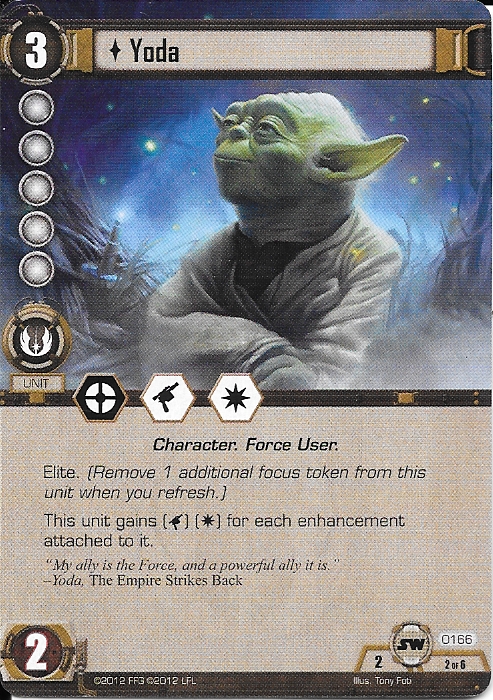 3
Yoda
UNIT
Character. Force User.
Elite. (Remove 1 additional focus token from this
unit when you refresh.)
This unit gains ( ) ( ) for each enhancement
attached to it.
"My ally is the Force, and a powerful ally it is."
–Yoda, The Empire Strikes Back
2
©2012 FFG ©2012 LFL
Illus. Tony Foti
2
SW
0166
2 OF 6